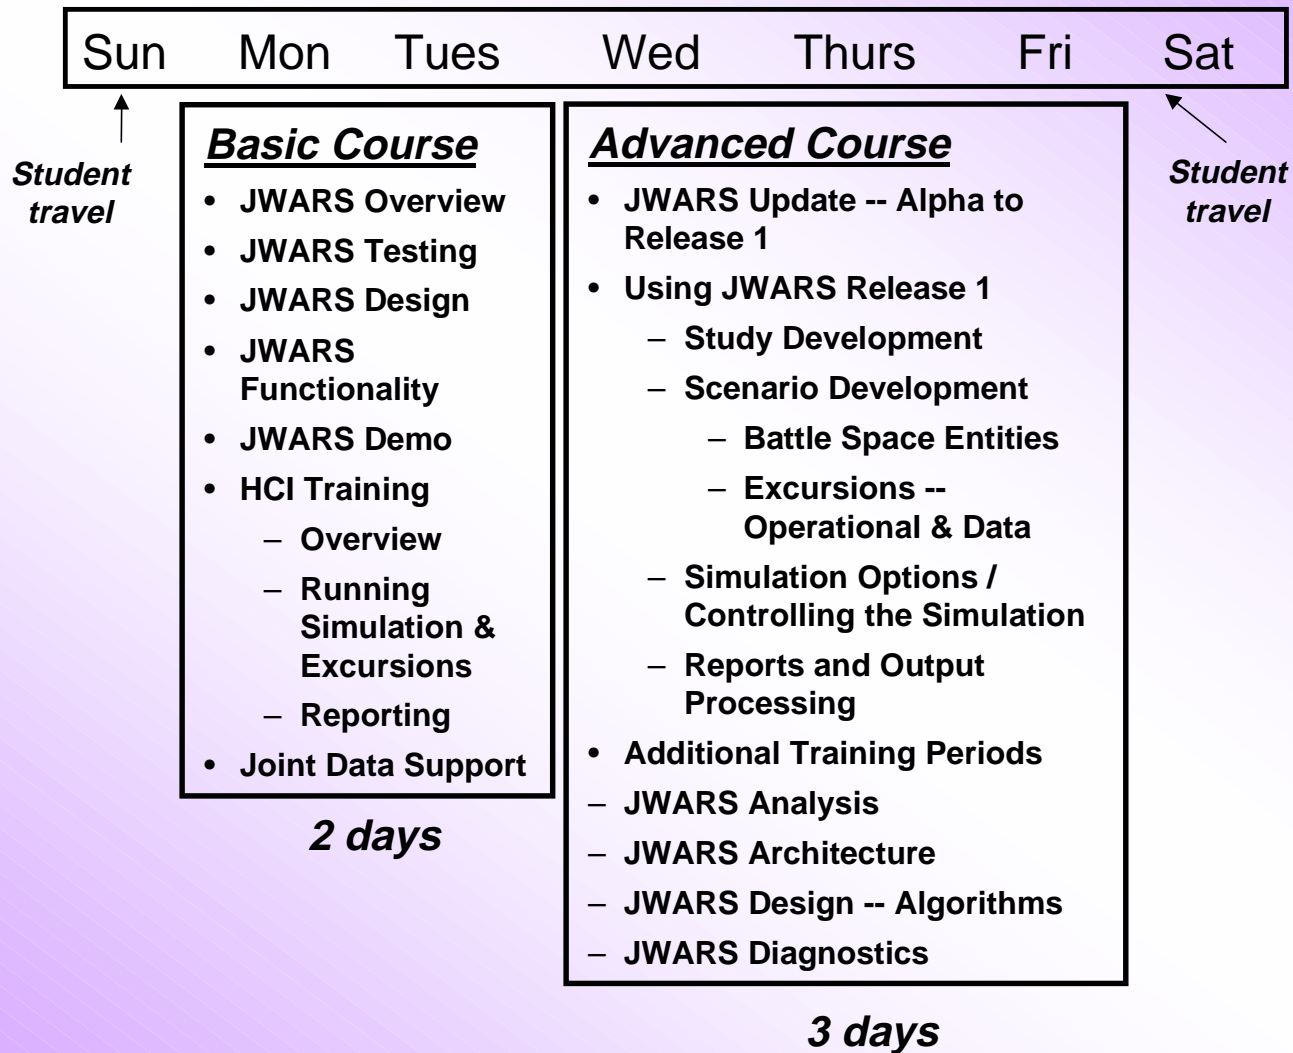 Sun Mon Tues Wed Thurs Fri Sat
Student
travel
Basic Course
• JWARS Overview
• JWARS Testing
• JWARS Design
• JWARS
Functionality
• JWARS Demo
• HCI Training
– Overview
– Running
Simulation &
Excursions
– Reporting
• Joint Data Support
2 days
Advanced Course
• JWARS Update -- Alpha to
Release 1
• Using JWARS Release 1
– Study Development
– Scenario Development
– Battle Space Entities
– Excursions --
Operational & Data
– Simulation Options /
Controlling the Simulation
– Reports and Output
Processing
• Additional Training Periods
– JWARS Analysis
– JWARS Architecture
– JWARS Design -- Algorithms
– JWARS Diagnostics
3 days
Student
travel